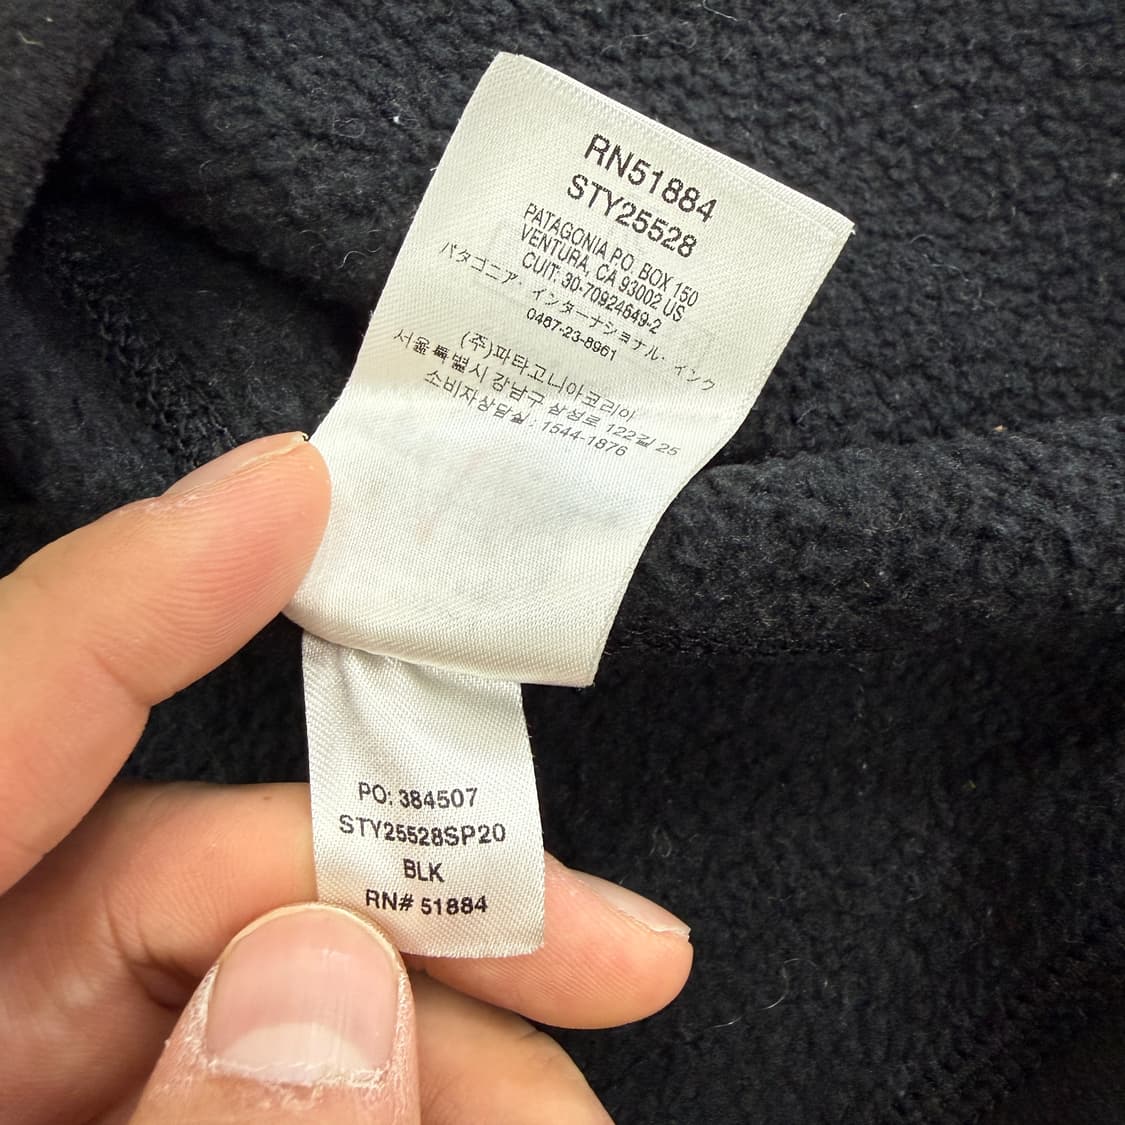 RN51884
STY25528
PATAGONIA PO. BOX 150
VENTURA, CA 93002 US
CUIT: 30-70924649-2
パタゴニア・インターナショナル・インク
0467-23-8961
(주)파타고니아코리아
서울특별시 강남구 삼성로 122길 25
소비자상담실 : 1544-1876
PO: 384507
STY25528SP20
BLK
RN# 51884